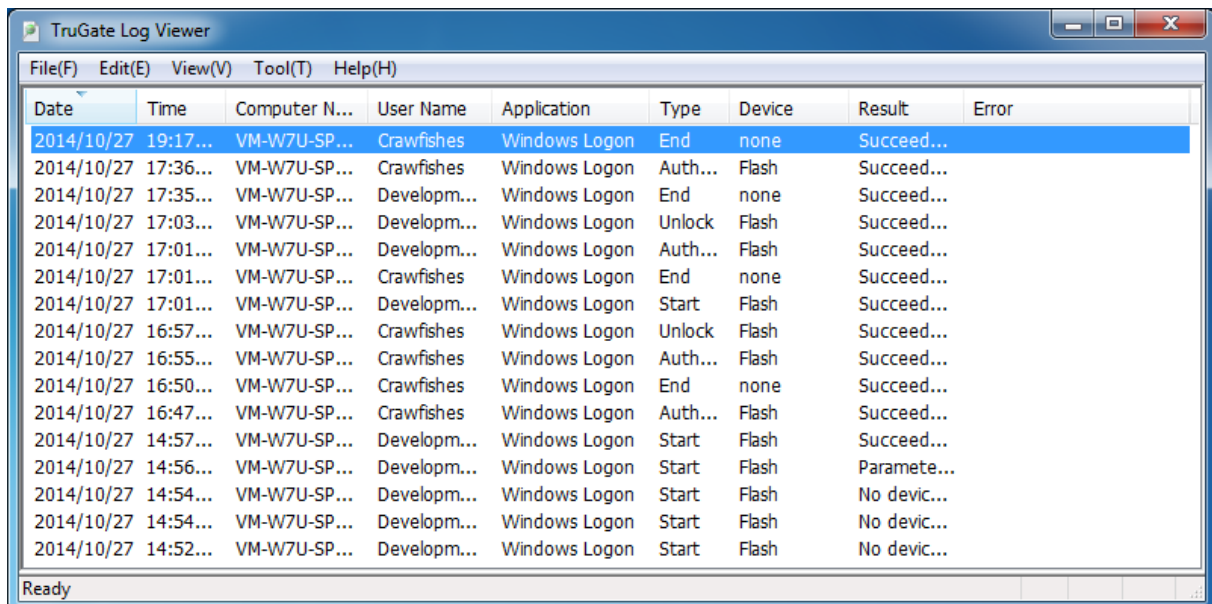 TruGate Log Viewer
File(F) Edit(E) View(V) Tool(T) Help(H)
Date Time Computer N... User Name Application Type Device Result Error
2014/10/27 19:17... VM-W7U-SP... Crawfishes Windows Logon End none Succeed...
2014/10/27 17:36... VM-W7U-SP... Crawfishes Windows Logon Auth... Flash Succeed...
2014/10/27 17:35... VM-W7U-SP... Developm... Windows Logon End none Succeed...
2014/10/27 17:03... VM-W7U-SP... Developm... Windows Logon Unlock Flash Succeed...
2014/10/27 17:01... VM-W7U-SP... Developm... Windows Logon Auth... Flash Succeed...
2014/10/27 17:01... VM-W7U-SP... Crawfishes Windows Logon End none Succeed...
2014/10/27 17:01... VM-W7U-SP... Developm... Windows Logon Start Flash Succeed...
2014/10/27 16:57... VM-W7U-SP... Crawfishes Windows Logon Unlock Flash Succeed...
2014/10/27 16:55... VM-W7U-SP... Crawfishes Windows Logon Auth... Flash Succeed...
2014/10/27 16:50... VM-W7U-SP... Crawfishes Windows Logon End none Succeed...
2014/10/27 16:47... VM-W7U-SP... Crawfishes Windows Logon Auth... Flash Succeed...
2014/10/27 14:57... VM-W7U-SP... Developm... Windows Logon Start Flash Succeed...
2014/10/27 14:56... VM-W7U-SP... Developm... Windows Logon Start Flash Paramete...
2014/10/27 14:54... VM-W7U-SP... Developm... Windows Logon Start Flash No devic...
2014/10/27 14:54... VM-W7U-SP... Developm... Windows Logon Start Flash No devic...
2014/10/27 14:52... VM-W7U-SP... Developm... Windows Logon Start Flash No devic...
Ready